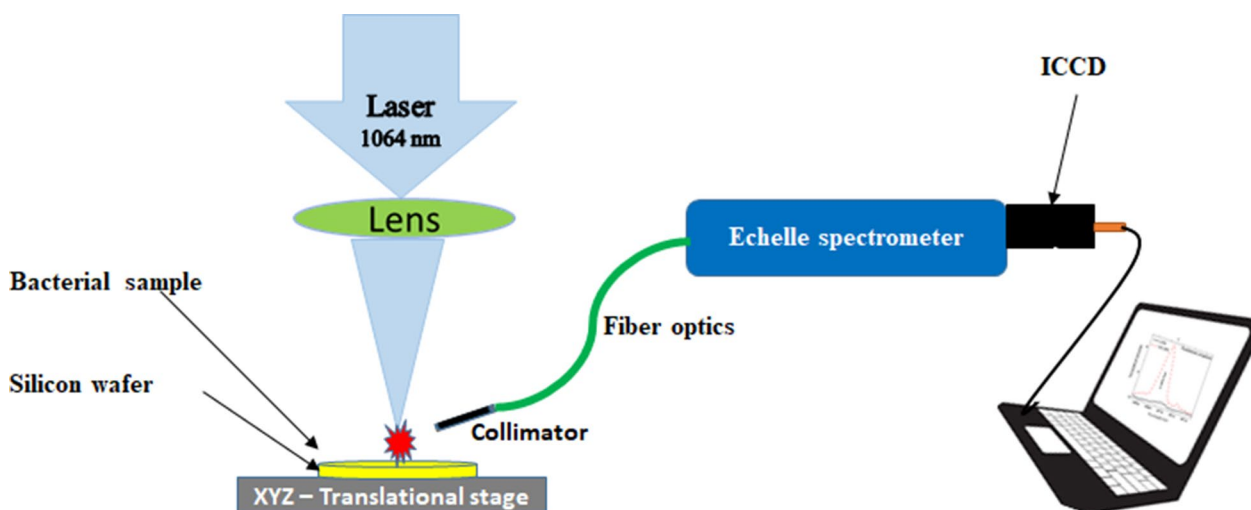 ICCD
Laser
1064 nm
Lens
Echelle spectrometer
Bacterial sample
Fiber optics
Silicon wafer
Collimator
XYZ – Translational stage